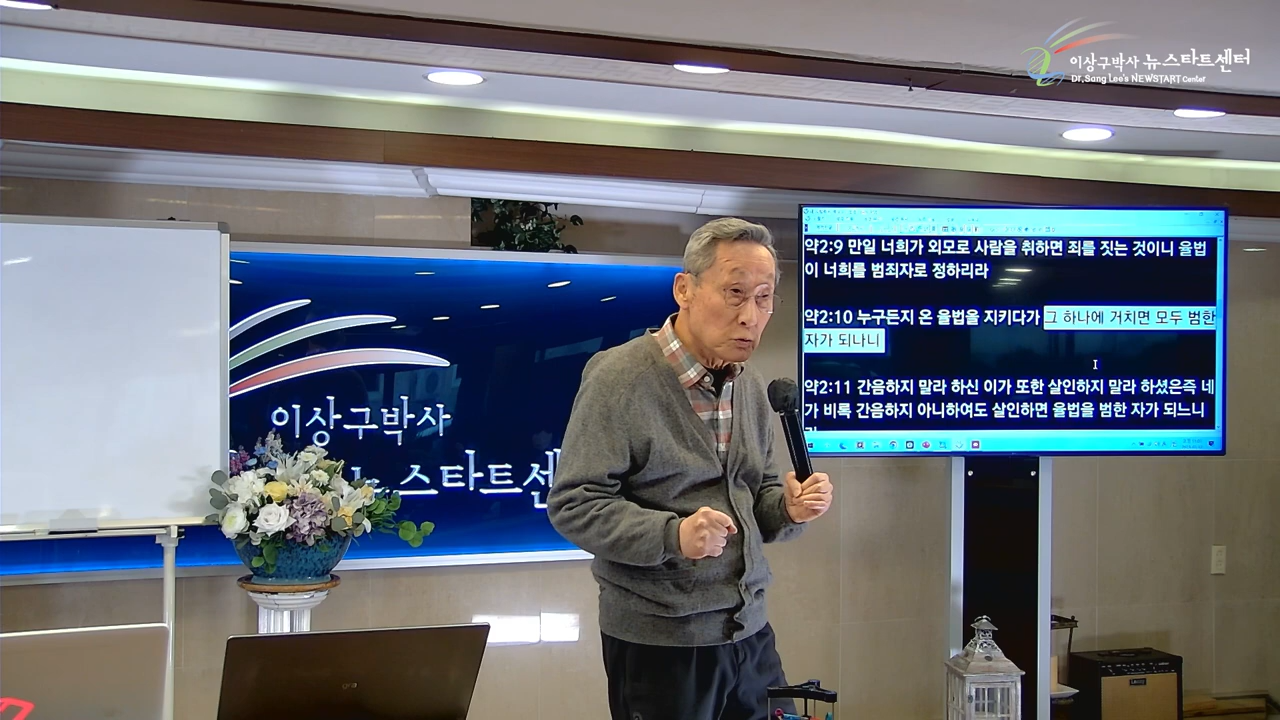 이상구박사 뉴스타트센터
Dr. Sang Lee's NEWSTART Center
약2:9 만일 너희가 외모로 사람을 취하면 죄를 짓는 것이니 율법
이 너희를 범죄자로 정하리라
약2:10 누구든지 온 율법을 지키다가 그 하나에 거치면 모두 범한
자가 되나니
약2:11 간음하지 말라 하신 이가 또한 살인하지 말라 하셨은즉 네
가 비록 간음하지 아니하여도 살인하면 율법을 범한 자가 되느니
이상구박사
스타트센